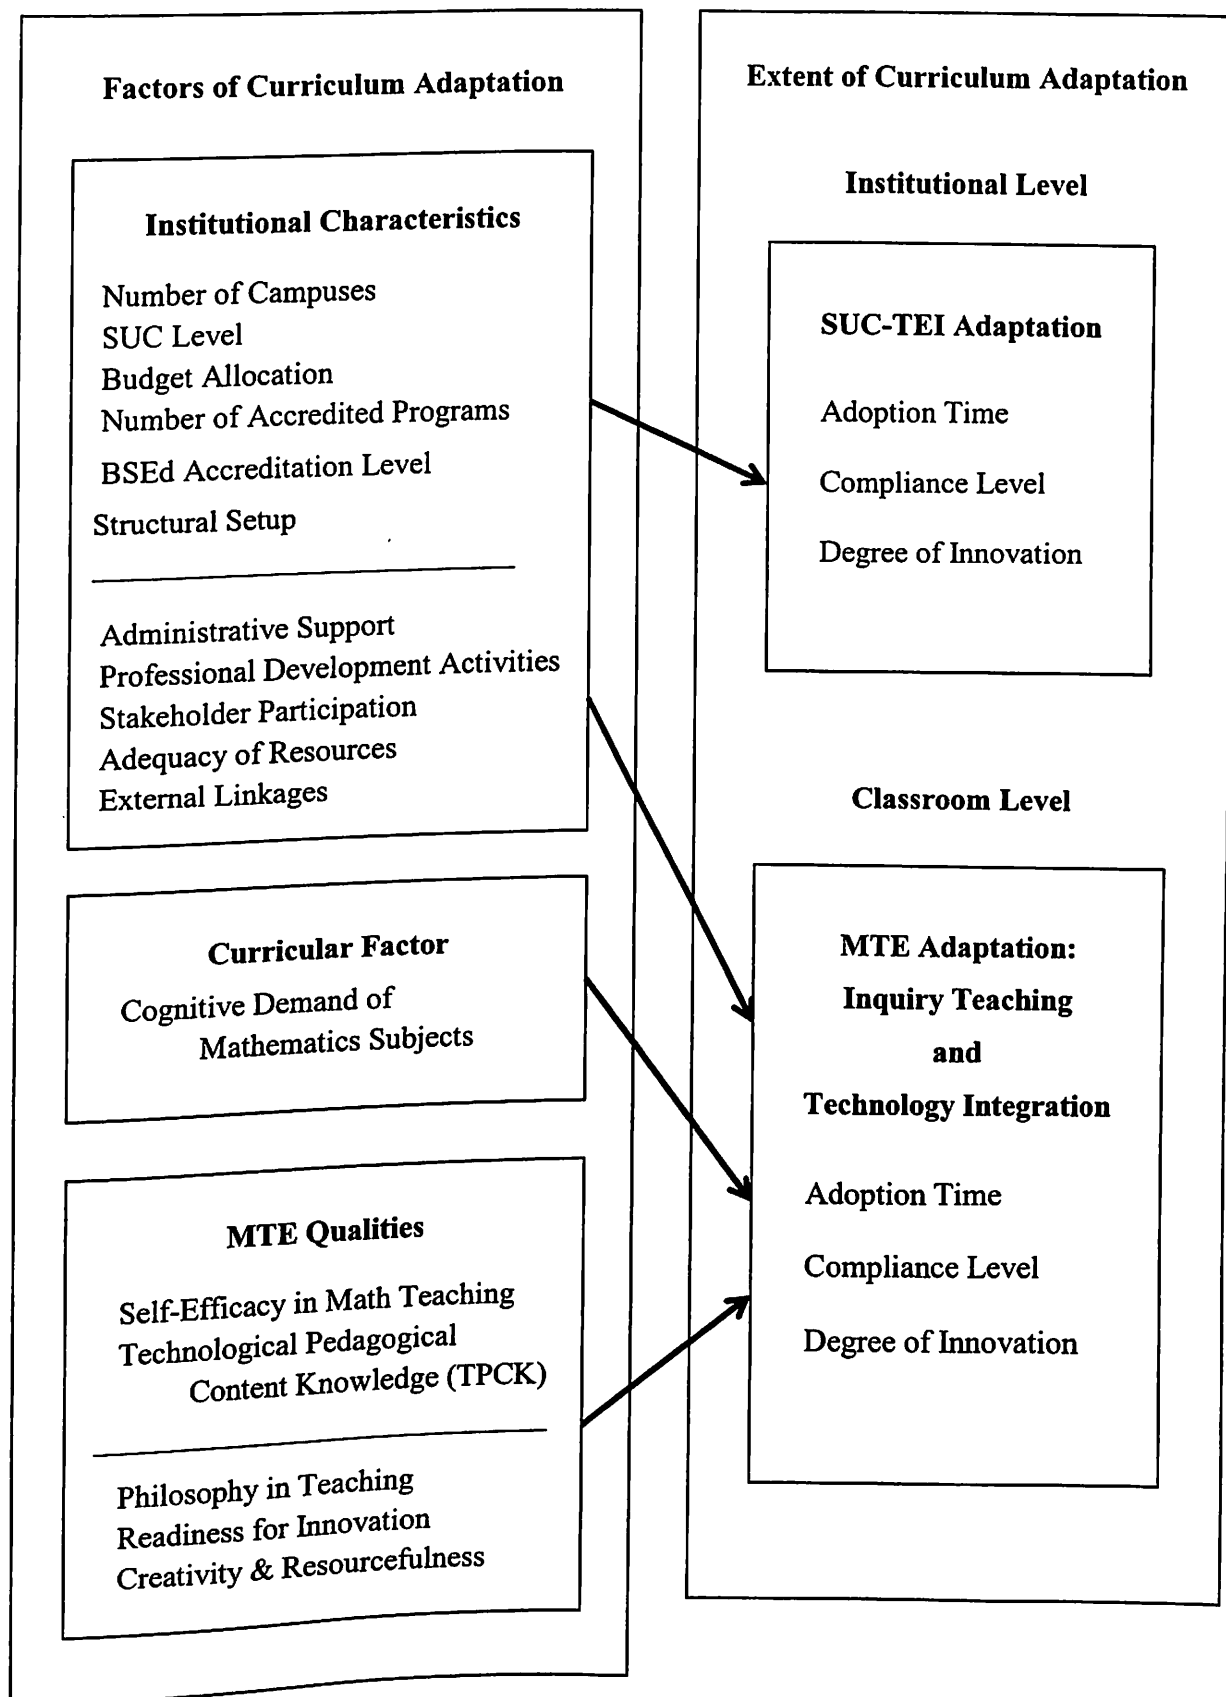 Factors of Curriculum Adaptation
Institutional Characteristics
Number of Campuses
SUC Level
Budget Allocation
Number of Accredited Programs
BSEd Accreditation Level
Structural Setup
Administrative Support
Professional Development Activities
Stakeholder Participation
Adequacy of Resources
External Linkages
Curricular Factor
Cognitive Demand of
Mathematics Subjects
MTE Qualities
Self-Efficacy in Math Teaching
Technological Pedagogical
Content Knowledge (TPCK)
Philosophy in Teaching
Readiness for Innovation
Creativity & Resourcefulness
Extent of Curriculum Adaptation
Institutional Level
SUC-TEI Adaptation
Adoption Time
Compliance Level
Degree of Innovation
Classroom Level
MTE Adaptation:
Inquiry Teaching
and
Technology Integration
Adoption Time
Compliance Level
Degree of Innovation